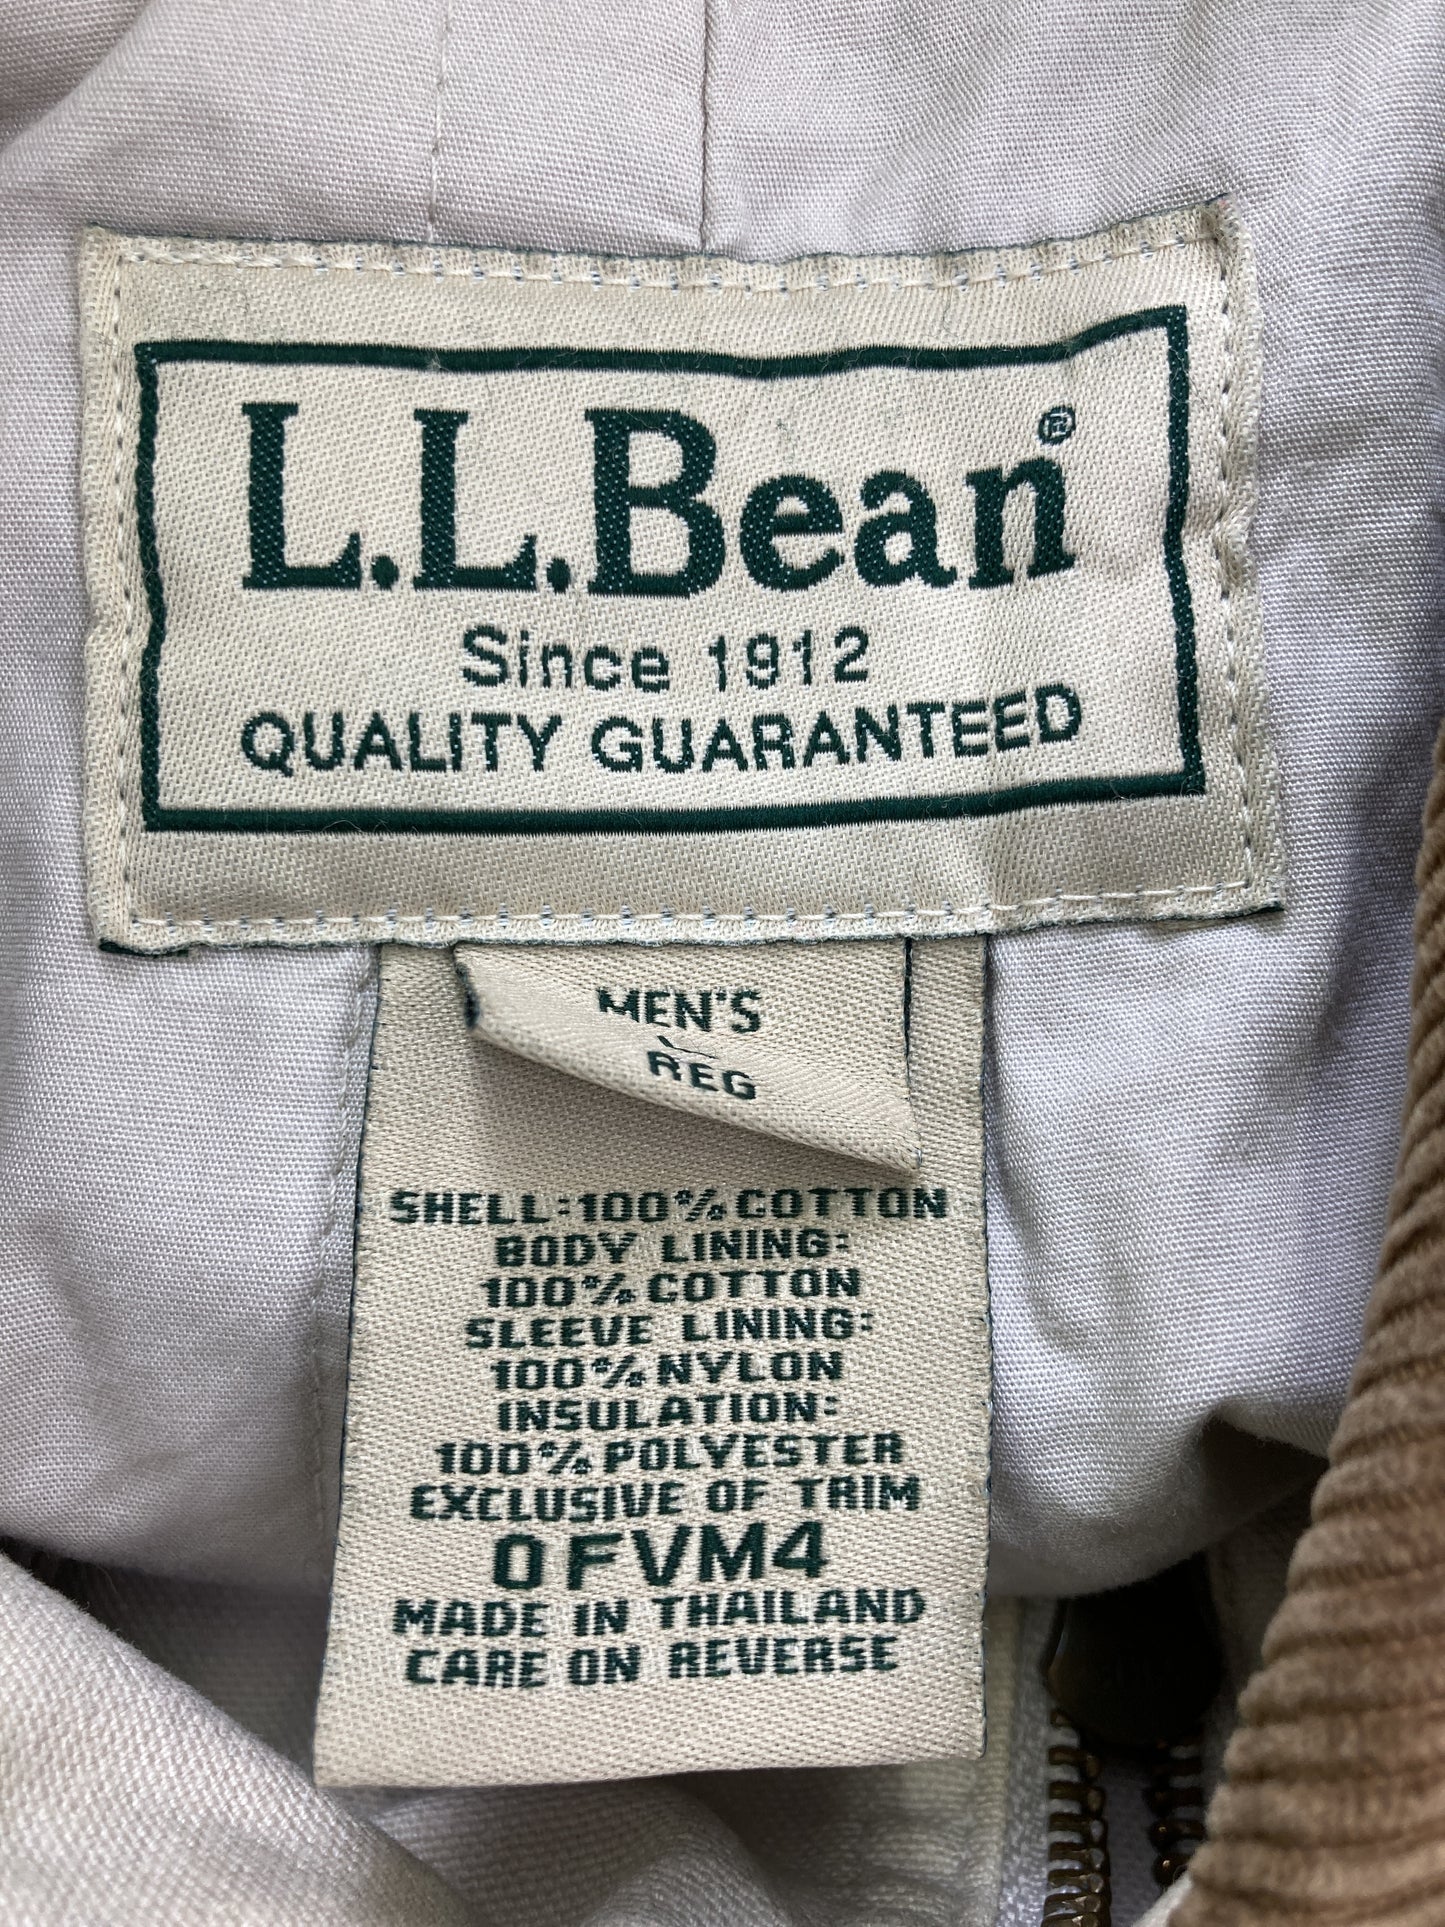 L.L.Bean®
Since 1912
QUALITY GUARANTEED
MEN'S
REG
SHELL:100% COTTON
BODY LINING:
100% COTTON
SLEEVE LINING:
100% NYLON
INSULATION:
100% POLYESTER
EXCLUSIVE OF TRIM
0FVM4
MADE IN THAILAND
CARE ON REVERSE